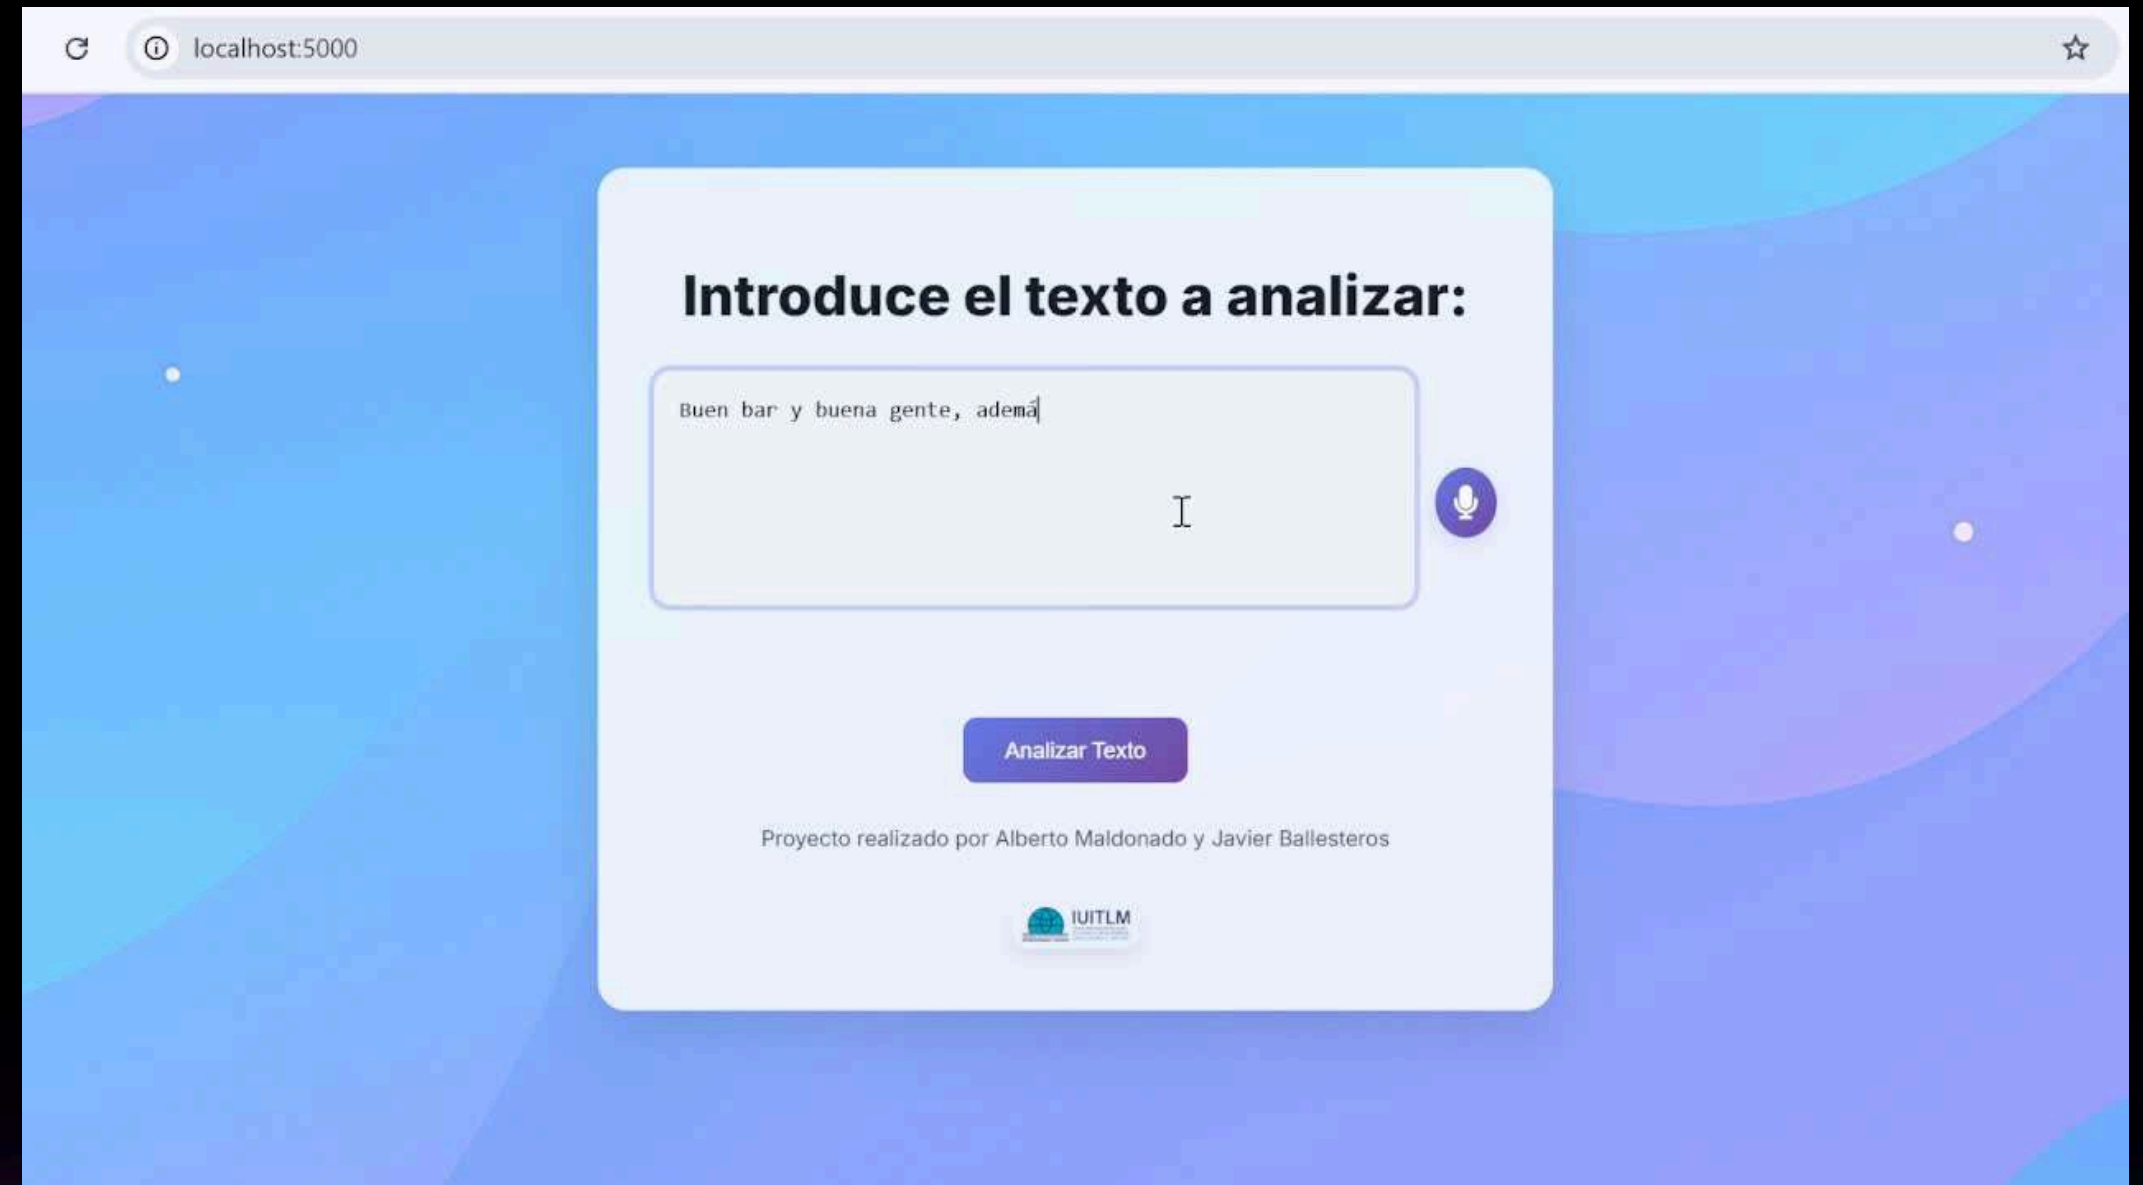 localhost:5000
Introduce el texto a analizar:
Buen bar y buena gente, ademá
Analizar Texto
Proyecto realizado por Alberto Maldonado y Javier Ballesteros
IUITLM